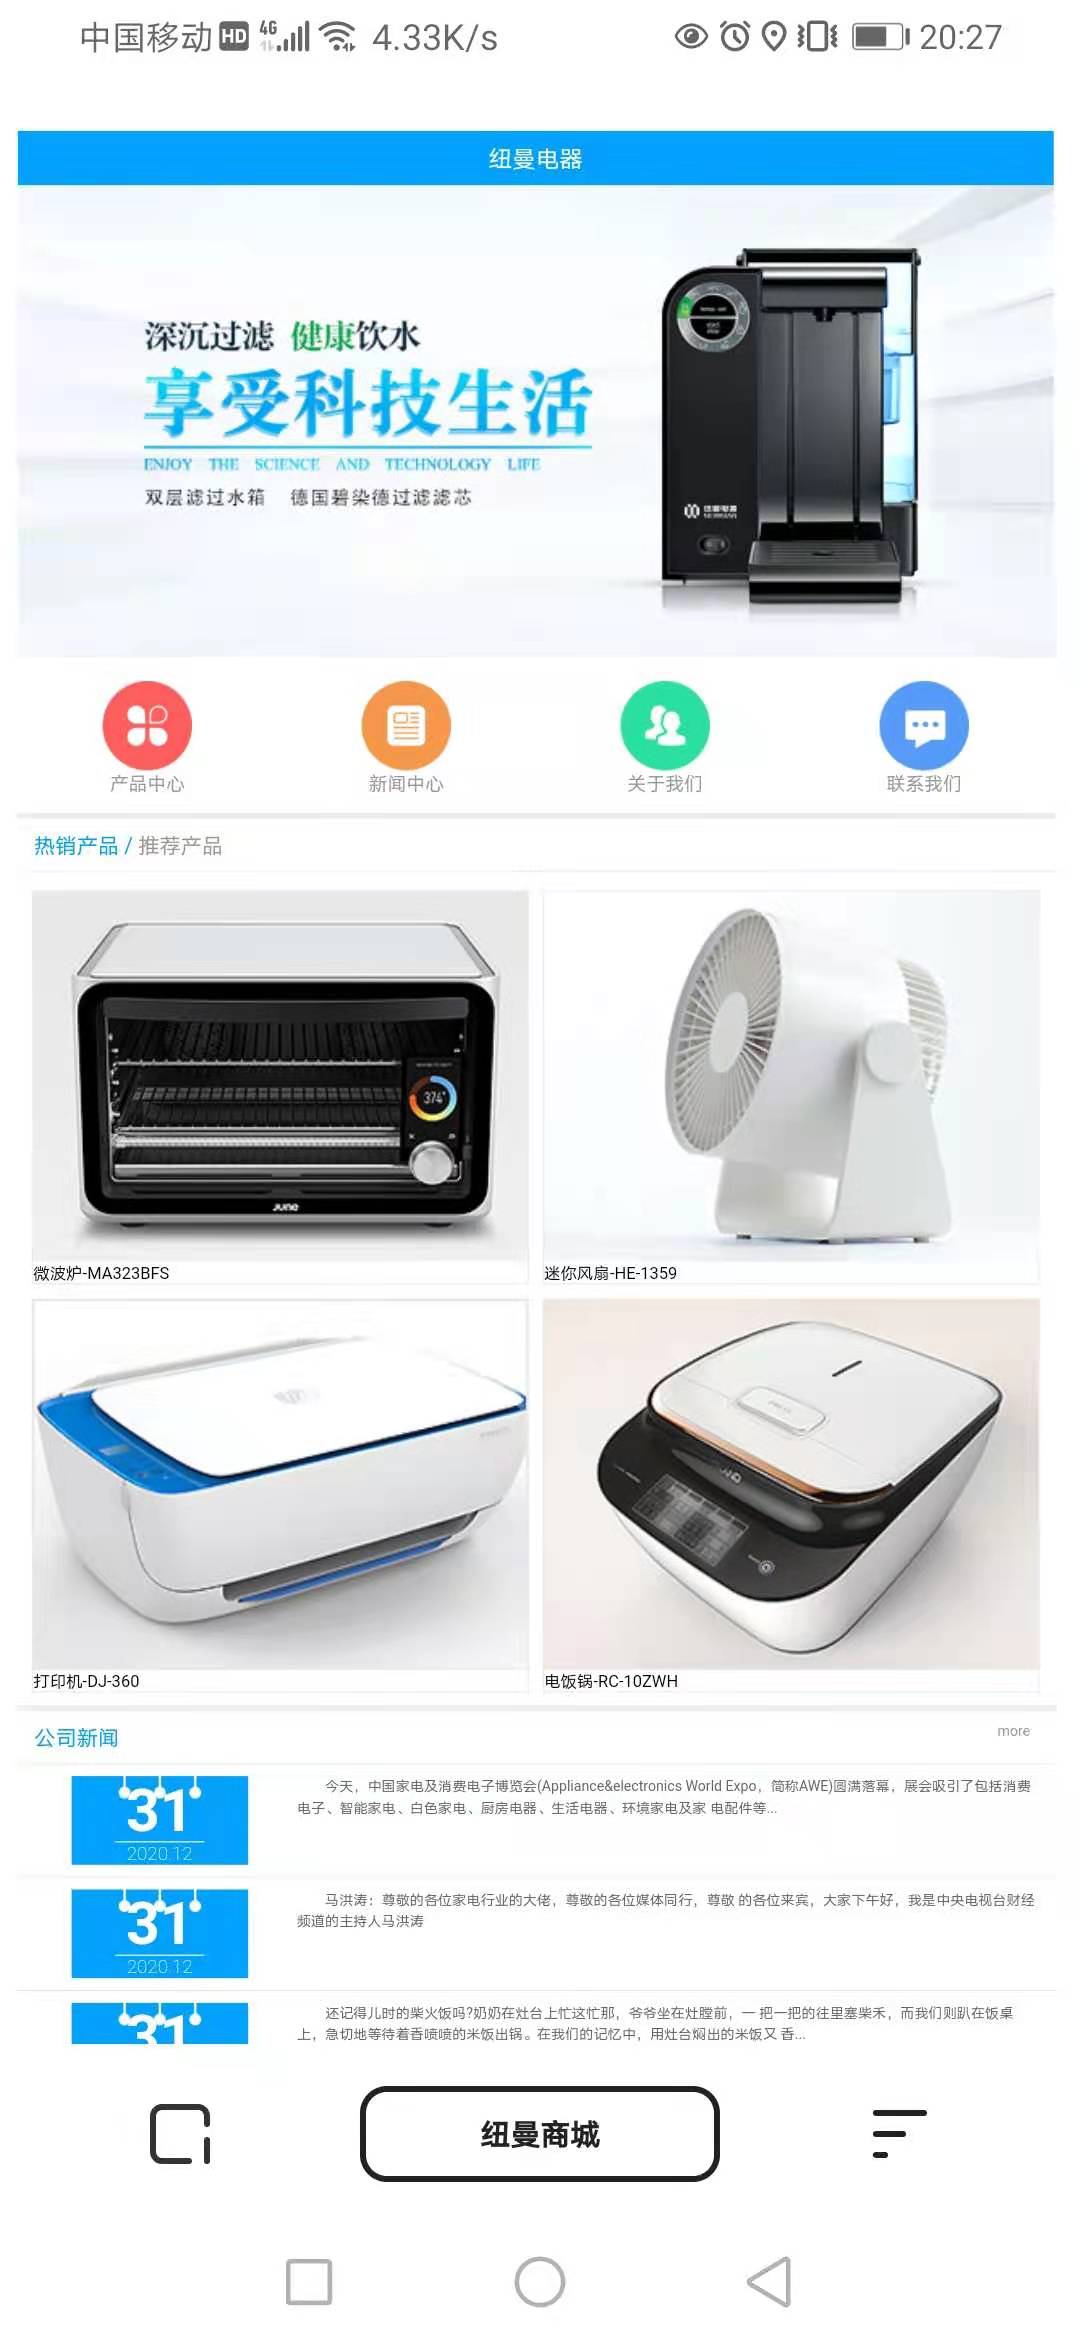 中国移动 HD 4G 4.33K/s 20:27
纽曼电器
深沉过滤 健康饮水
享受科技生活
ENJOY THE SCIENCE AND TECHNOLOGY LIFE
双层滤过水箱 德国碧染德过滤滤芯
纽曼电器
产品中心 新闻中心 关于我们 联系我们
热销产品 / 推荐产品
374°
June
微波炉-MA323BFS
迷你风扇-HE-1359
打印机-DJ-360
电饭锅-RC-10ZWH
公司新闻 more
31
2020.12
今天，中国家电及消费电子博览会(Appliance&electronics World Expo，简称AWE)圆满落幕，展会吸引了包括消费
电子、智能家电、白色家电、厨房电器、生活电器、环境家电及家 电配件等...
31
2020.12
马洪涛：尊敬的各位家电行业的大佬，尊敬的各位媒体同行，尊敬 的各位来宾，大家下午好，我是中央电视台财经
频道的主持人马洪涛
31
还记得儿时的柴火饭吗?奶奶在灶台上忙这忙那，爷爷坐在灶膛前，一 把一把的往里塞柴禾，而我们则趴在饭桌
上，急切地等待着香喷喷的米饭出锅。在我们的记忆中，用灶台焖出的米饭又 香...
纽曼商城